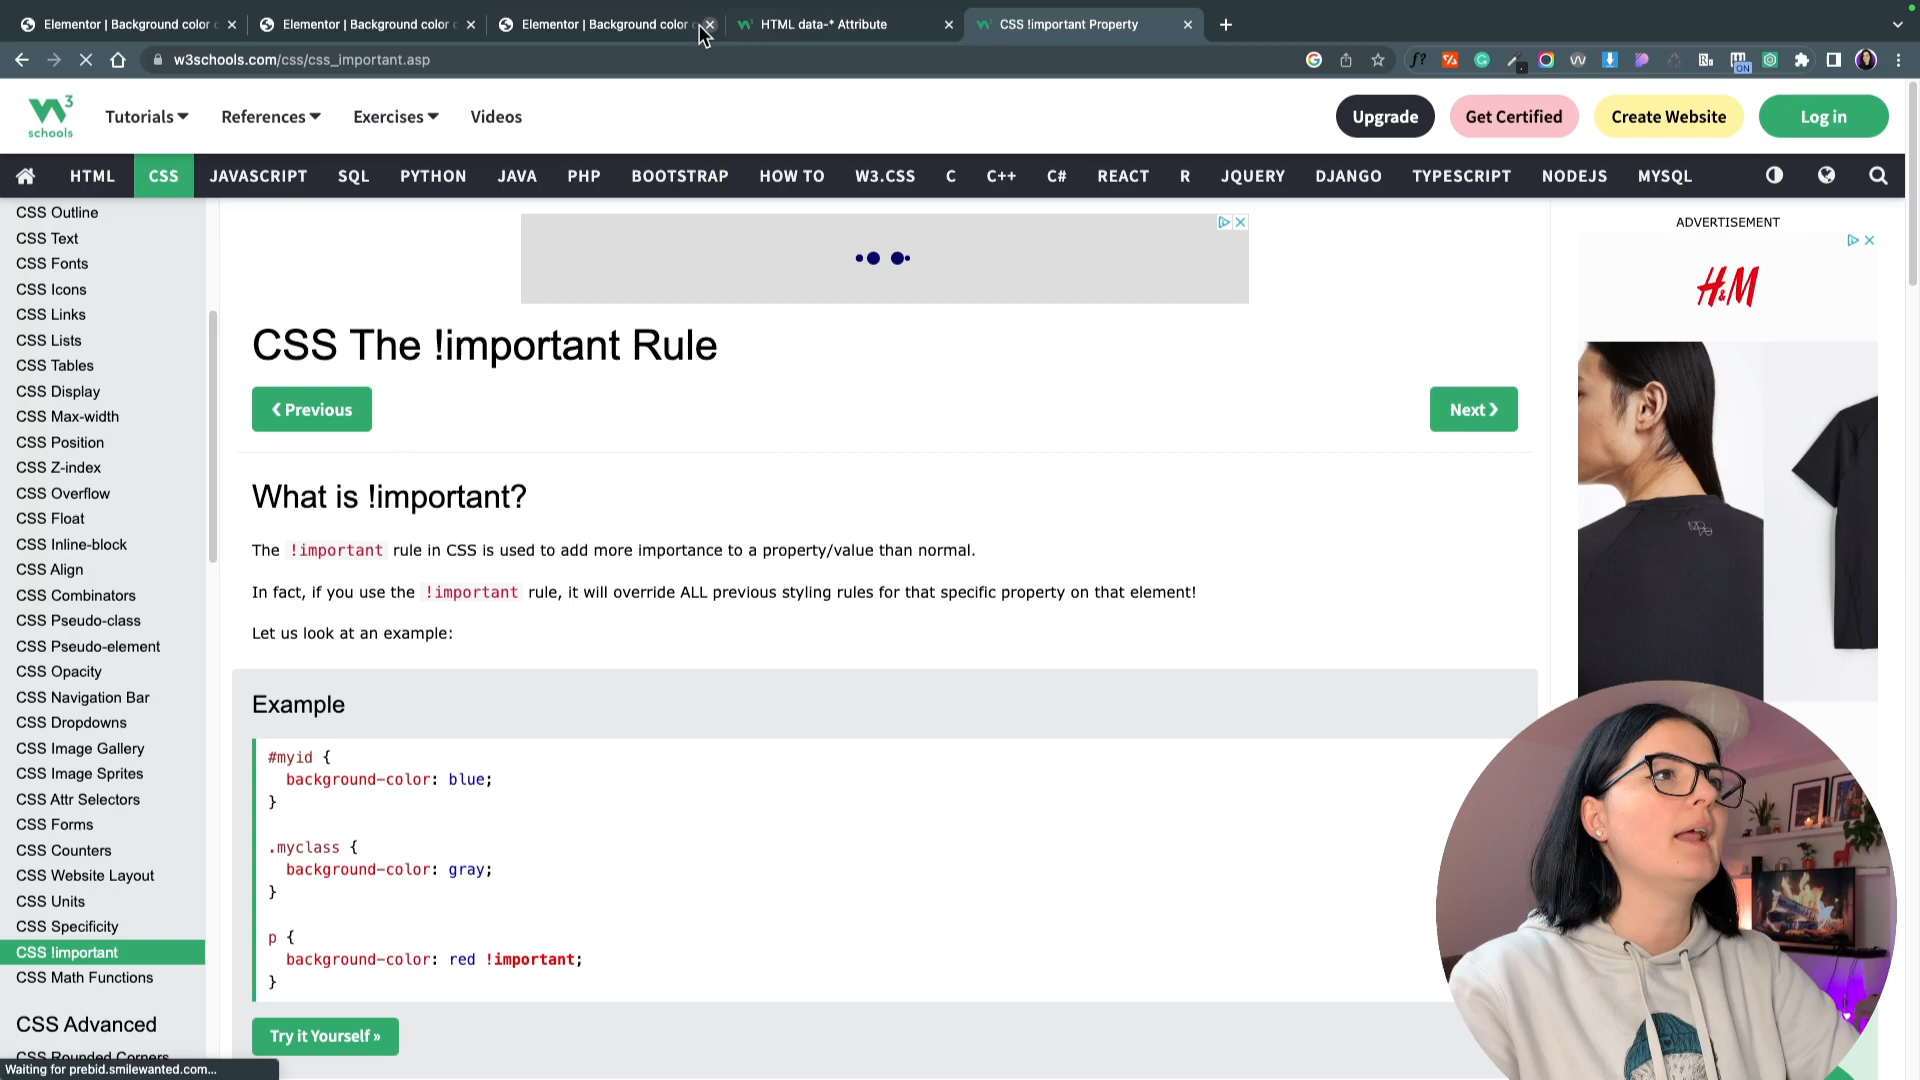 Elementor | Background color
Elementor | Background color
Elementor | Background color
HTML data-* Attribute
CSS !important Property
w3schools.com/css/css_important.asp
ON
W3
schools
Tutorials
References
Exercises
Videos
Upgrade
Get Certified
Create Website
Log in
HTML
CSS
JAVASCRIPT
SQL
PYTHON
JAVA
PHP
BOOTSTRAP
HOW TO
W3.CSS
C
C++
C#
REACT
R
JQUERY
DJANGO
TYPESCRIPT
NODEJS
MYSQL
CSS Outline
CSS Text
CSS Fonts
CSS Icons
CSS Links
CSS Lists
CSS Tables
CSS Display
CSS Max-width
CSS Position
CSS Z-index
CSS Overflow
CSS Float
CSS Inline-block
CSS Align
CSS Combinators
CSS Pseudo-class
CSS Pseudo-element
CSS Opacity
CSS Navigation Bar
CSS Dropdowns
CSS Image Gallery
CSS Image Sprites
CSS Attr Selectors
CSS Forms
CSS Counters
CSS Website Layout
CSS Units
CSS Specificity
CSS !important
CSS Math Functions
CSS Advanced
CSS Rounded Corners
Waiting for prebid.smilewanted.com...
CSS The !important Rule
❮ Previous
Next ❯
What is !important?
The !important rule in CSS is used to add more importance to a property/value than normal.
In fact, if you use the !important rule, it will override ALL previous styling rules for that specific property on that element!
Let us look at an example:
Example
#myid {
background-color: blue;
}
.myclass {
background-color: gray;
}
p {
background-color: red !important;
}
Try it Yourself »
ADVERTISEMENT
H&M